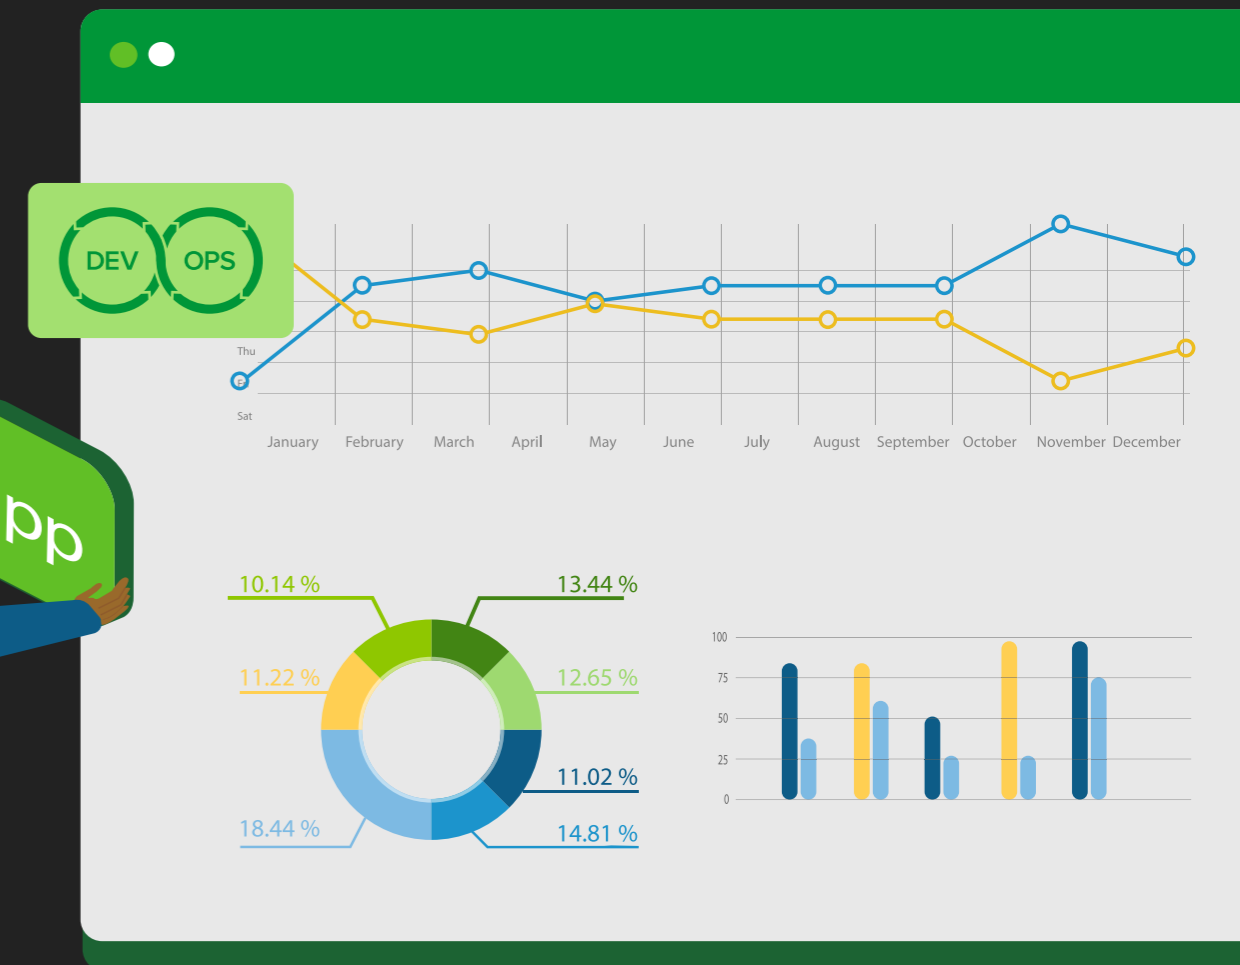 DEV OPS
Thu
Sat
January February March April May June July August September October November December
pp
10.14 % 13.44 %
11.22 % 12.65 %
11.02 %
18.44 % 14.81 %
100
75
50
25
0